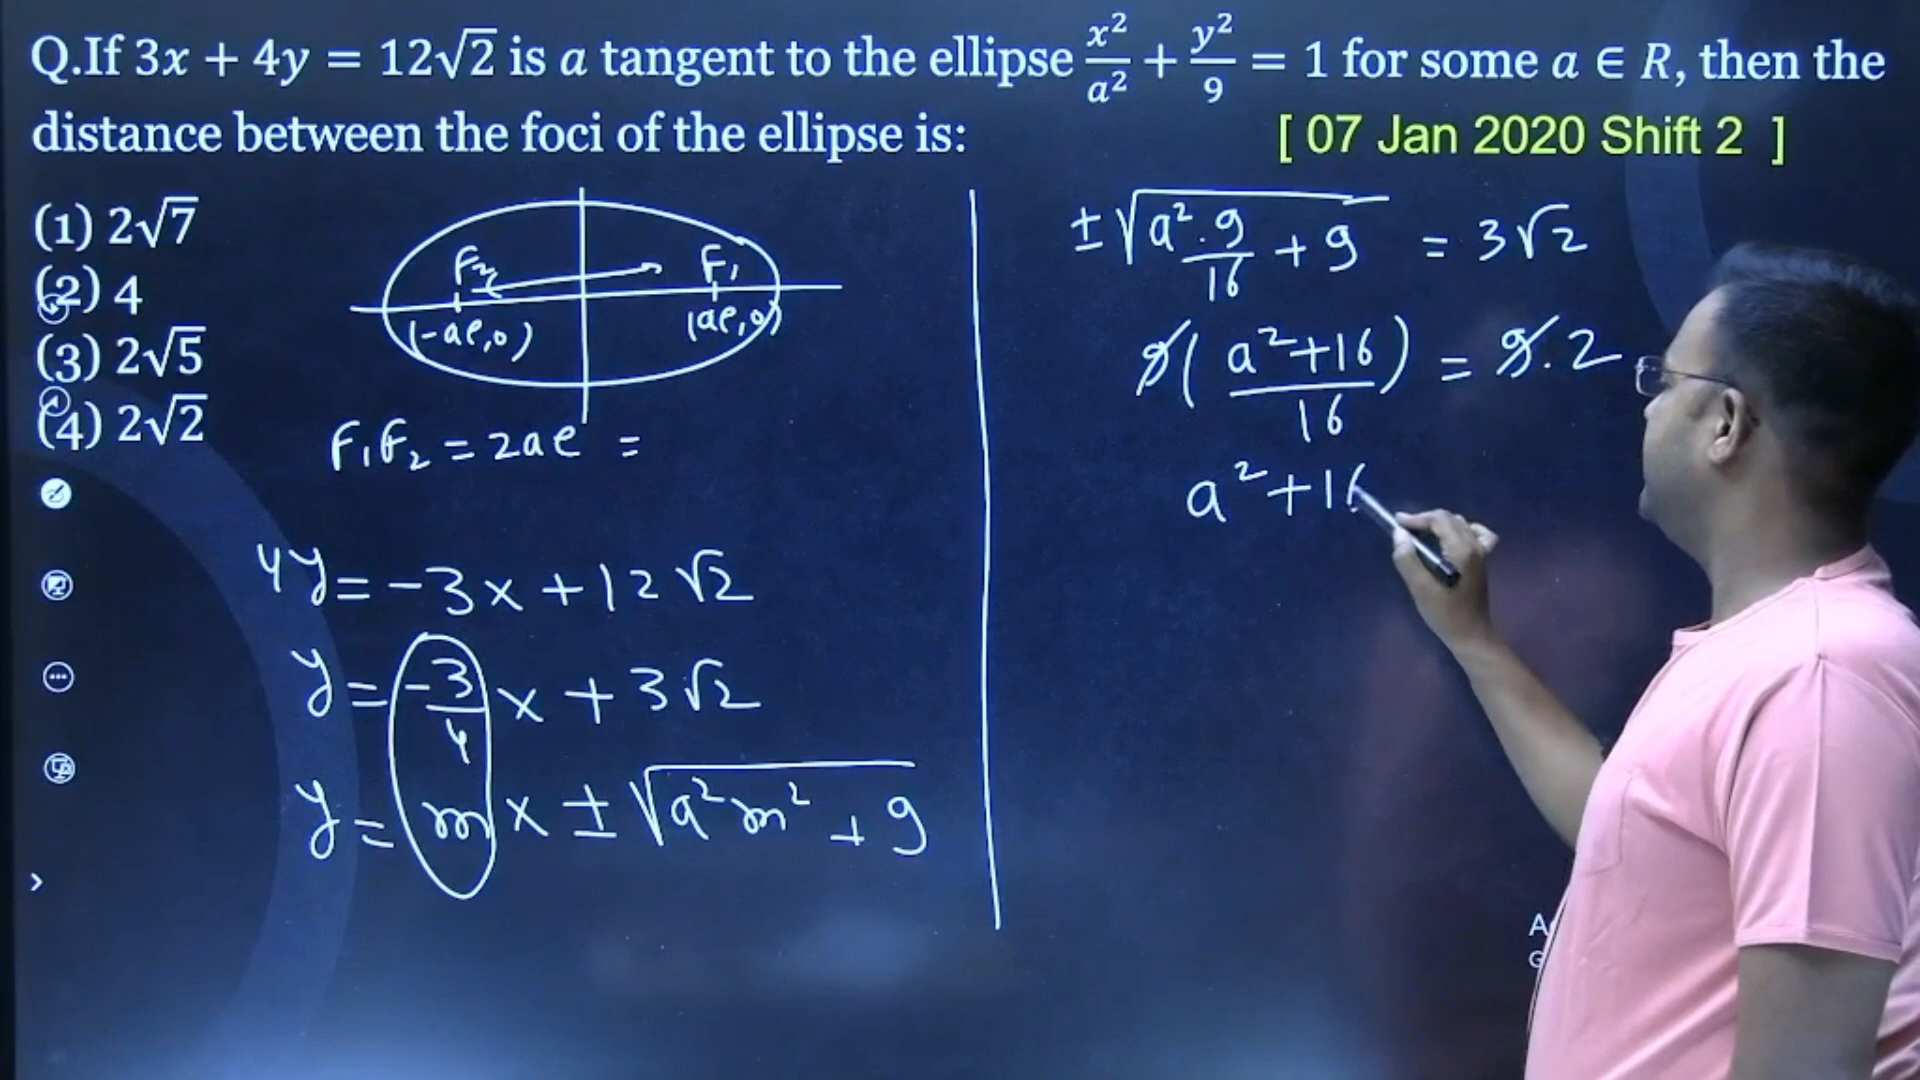 Q.If 3x + 4y = 12√2 is a tangent to the ellipse x²/a² + y²/9 = 1 for some a ∈ R, then the
distance between the foci of the ellipse is:
[ 07 Jan 2020 Shift 2 ]
(1) 2√7
(2) 4
(3) 2√5
(4) 2√2
F₂ F₁
(-ae,0) (ae,0)
F₁F₂ = 2ae =
4y = -3x + 12√2
y = -3/4 x + 3√2
y = mx ± √(a²m² + 9)
± √(a² · 9/16 + 9) = 3√2
9( (a² + 16)/16 ) = 9 · 2
a² + 16